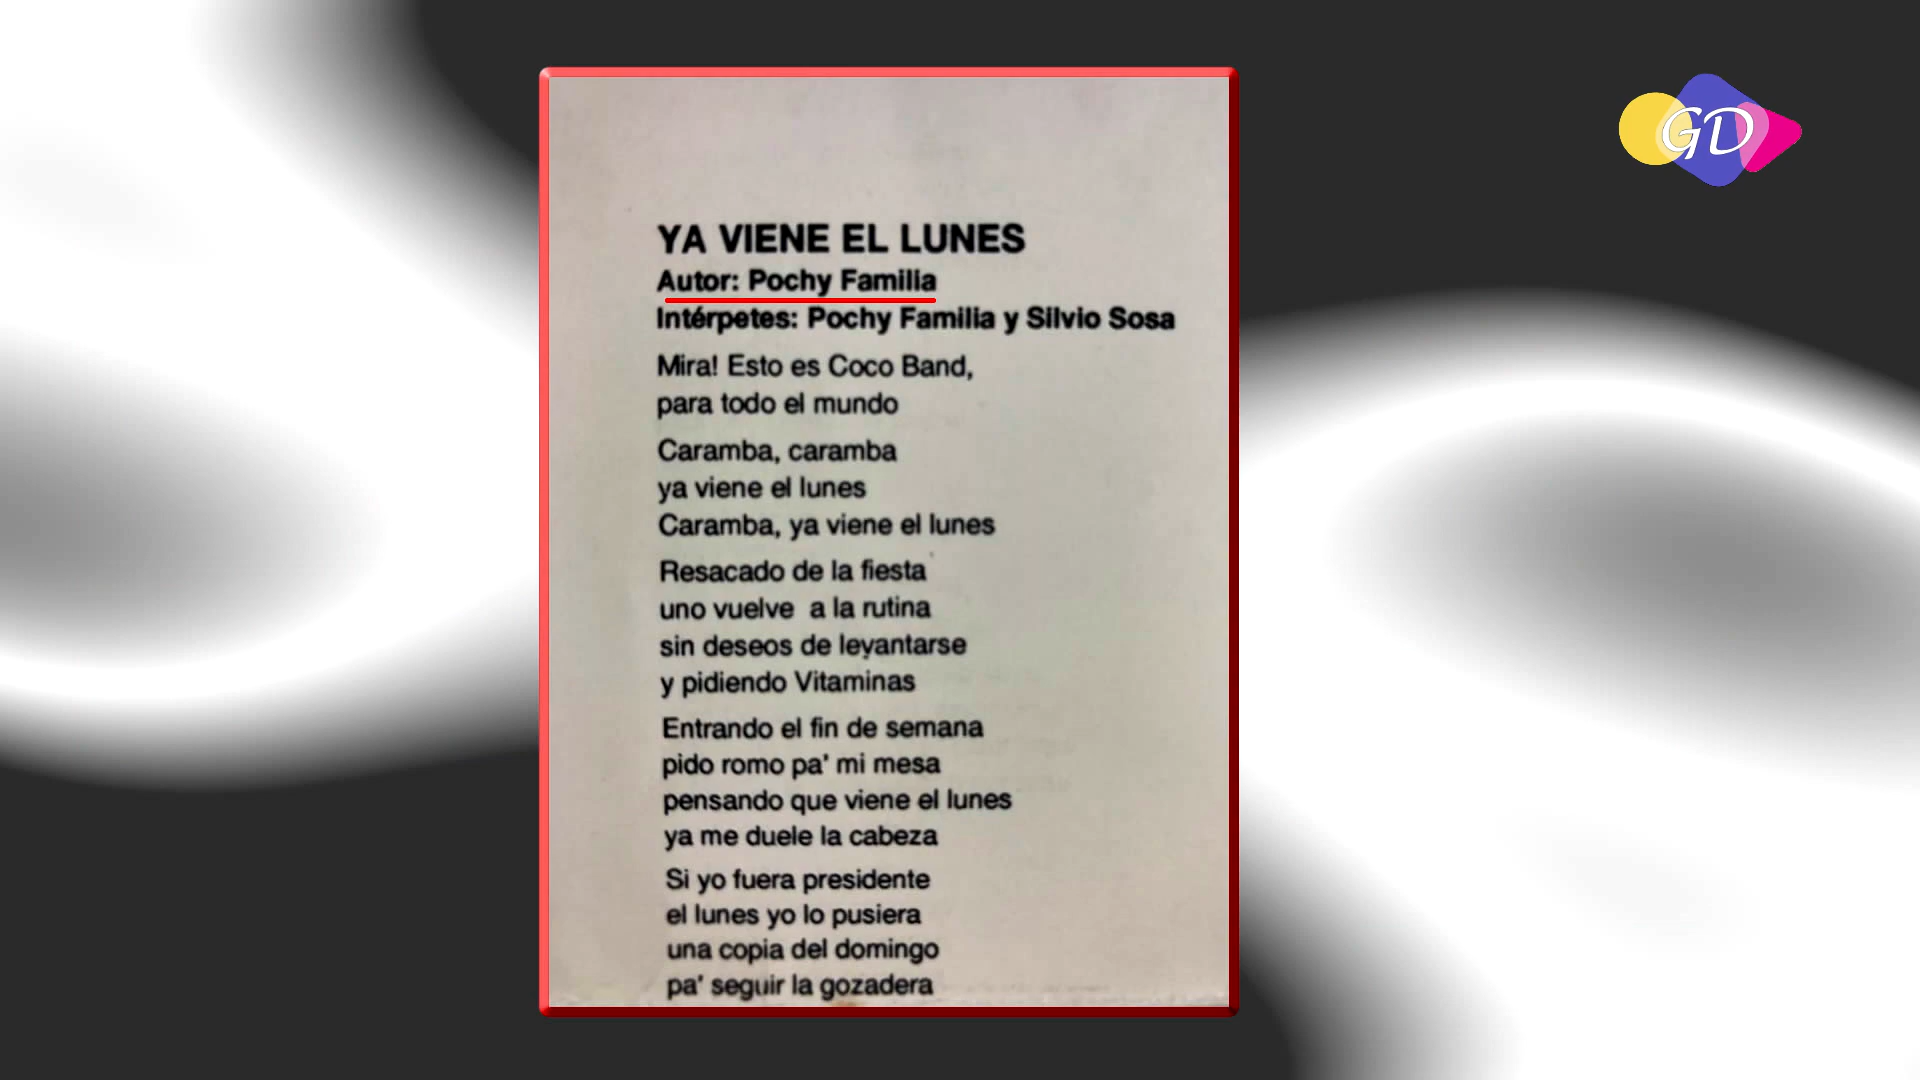 GD
YA VIENE EL LUNES
Autor: Pochy Familia
Intérpetes: Pochy Familia y Silvio Sosa
Mira! Esto es Coco Band,
para todo el mundo
Caramba, caramba
ya viene el lunes
Caramba, ya viene el lunes
Resacado de la fiesta
uno vuelve a la rutina
sin deseos de levantarse
y pidiendo Vitaminas
Entrando el fin de semana
pido romo pa' mi mesa
pensando que viene el lunes
ya me duele la cabeza
Si yo fuera presidente
el lunes yo lo pusiera
una copia del domingo
pa' seguir la gozadera